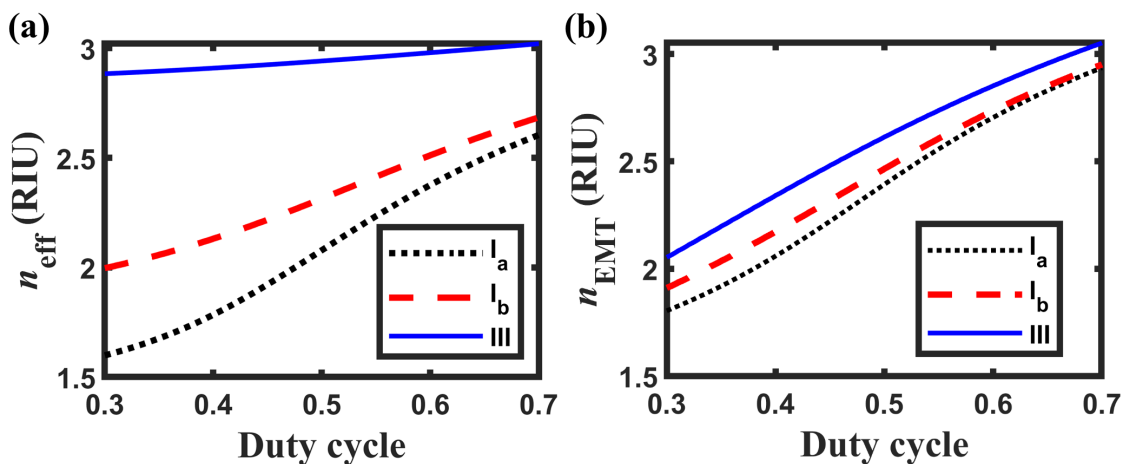 (a)
3
2.5
2
1.5
n_eff (RIU)
0.3 0.4 0.5 0.6 0.7
Duty cycle
I_a
I_b
III
(b)
3
2.5
2
1.5
n_EMT (RIU)
0.3 0.4 0.5 0.6 0.7
Duty cycle
I_a
I_b
III